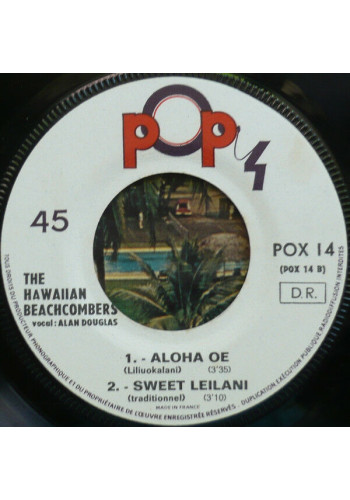 POP's
45
POX 14
(POX 14 B)
D.R.
THE
HAWAIIAN
BEACHCOMBERS
vocal: ALAN DOUGLAS
1. - ALOHA OE
(Liliuokalani) (3'35)
2. - SWEET LEILANI
(traditionnel) (3'10)
MADE IN FRANCE
TOUS DROITS DU PRODUCTEUR PHONOGRAPHIQUE ET DU PROPRIÉTAIRE DE L'ŒUVRE ENREGISTRÉE RÉSERVÉS - DUPLICATION EXÉCUTION PUBLIQUE ET RADIODIFFUSION INTERDITES